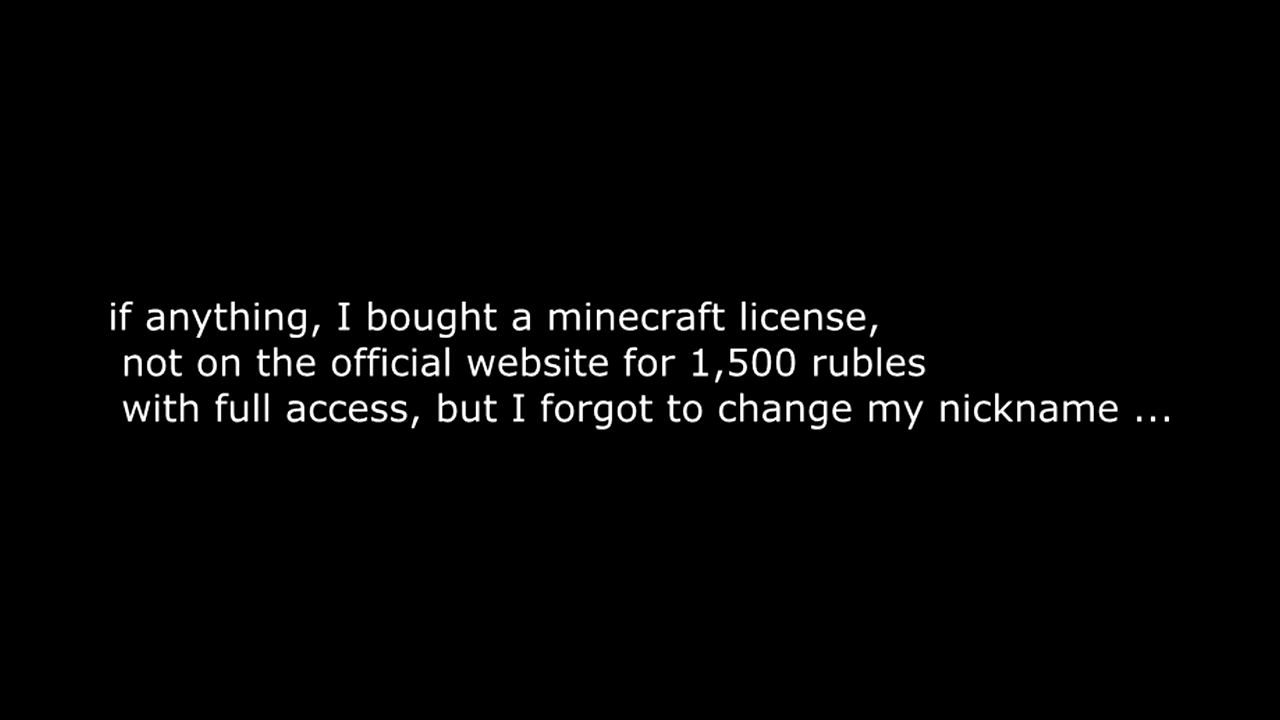 if anything, I bought a minecraft license,
not on the official website for 1,500 rubles
with full access, but I forgot to change my nickname ...